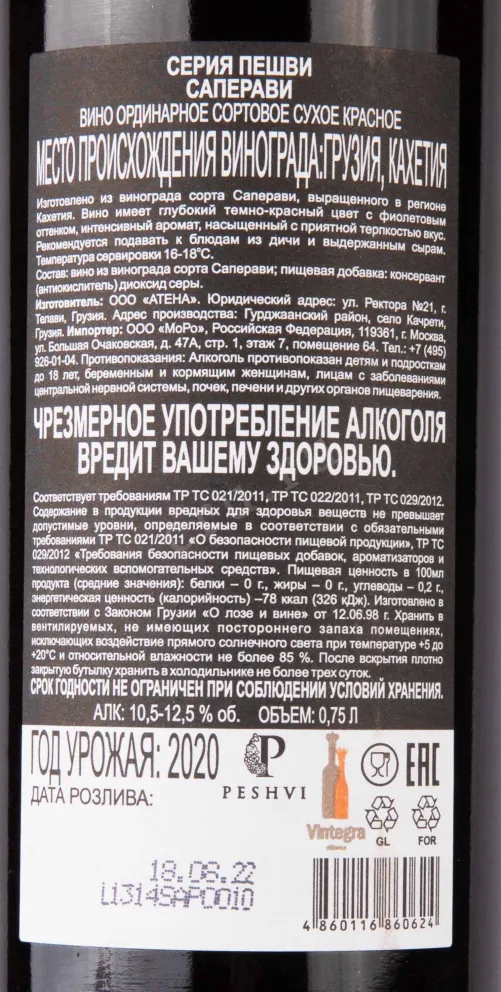 СЕРИЯ ПЕШВИ
САПЕРАВИ
ВИНО ОРДИНАРНОЕ СОРТОВОЕ СУХОЕ КРАСНОЕ
МЕСТО ПРОИСХОЖДЕНИЯ ВИНОГРАДА:ГРУЗИЯ, КАХЕТИЯ
Изготовлено из винограда сорта Саперави, выращенного в регионе
Кахетия. Вино имеет глубокий темно-красный цвет с фиолетовым
оттенком, интенсивный аромат, насыщенный с приятной терпкостью вкус.
Рекомендуется подавать к блюдам из дичи и выдержанным сырам.
Температура сервировки 16-18°С.
Состав: вино из винограда сорта Саперави; пищевая добавка: консервант
(антиокислитель) диоксид серы.
Изготовитель: ООО «АТЕНА». Юридический адрес: ул. Ректора №21, г.
Телави, Грузия. Адрес производства: Гурджаанский район, село Качрети,
Грузия. Импортер: ООО «МоРо», Российская Федерация, 119361, г. Москва,
ул. Большая Очаковская, д. 47А, стр. 1, этаж 7, помещение 64. Тел.: +7 (495)
926-01-04. Противопоказания: Алкоголь противопоказан детям и подросткам
до 18 лет, беременным и кормящим женщинам, лицам с заболеваниями
центральной нервной системы, почек, печени и других органов пищеварения.
ЧРЕЗМЕРНОЕ УПОТРЕБЛЕНИЕ АЛКОГОЛЯ
ВРЕДИТ ВАШЕМУ ЗДОРОВЬЮ.
Соответствует требованиям ТР ТС 021/2011, ТР ТС 022/2011, ТР ТС 029/2012.
Содержание в продукции вредных для здоровья веществ не превышает
допустимые уровни, определяемые в соответствии с обязательными
требованиями ТР ТС 021/2011 «О безопасности пищевой продукции», ТР ТС
029/2012 «Требования безопасности пищевых добавок, ароматизаторов и
технологических вспомогательных средств». Пищевая ценность в 100мл
продукта (средние значения): белки – 0 г., жиры – 0 г., углеводы – 0,2 г.,
энергетическая ценность (калорийность) –78 ккал (326 кДж). Изготовлено в
соответствии с Законом Грузии «О лозе и вине» от 12.06.98 г. Хранить в
вентилируемых, не имеющих постороннего запаха помещениях,
исключающих воздействие прямого солнечного света при температуре +5 до
+20°С и относительной влажности не более 85 %. После вскрытия плотно
закрытую бутылку хранить в холодильнике не более трех суток.
СРОК ГОДНОСТИ НЕ ОГРАНИЧЕН ПРИ СОБЛЮДЕНИИ УСЛОВИЙ ХРАНЕНИЯ.
АЛК: 10,5-12,5 % об. ОБЪЕМ: 0,75 Л
ГОД УРОЖАЯ: 2020
ДАТА РОЗЛИВА:
P
PESHVI
Vintegra
EAC
GL
FOR
18.08.22
L1314SAP0010
4 860116 860624